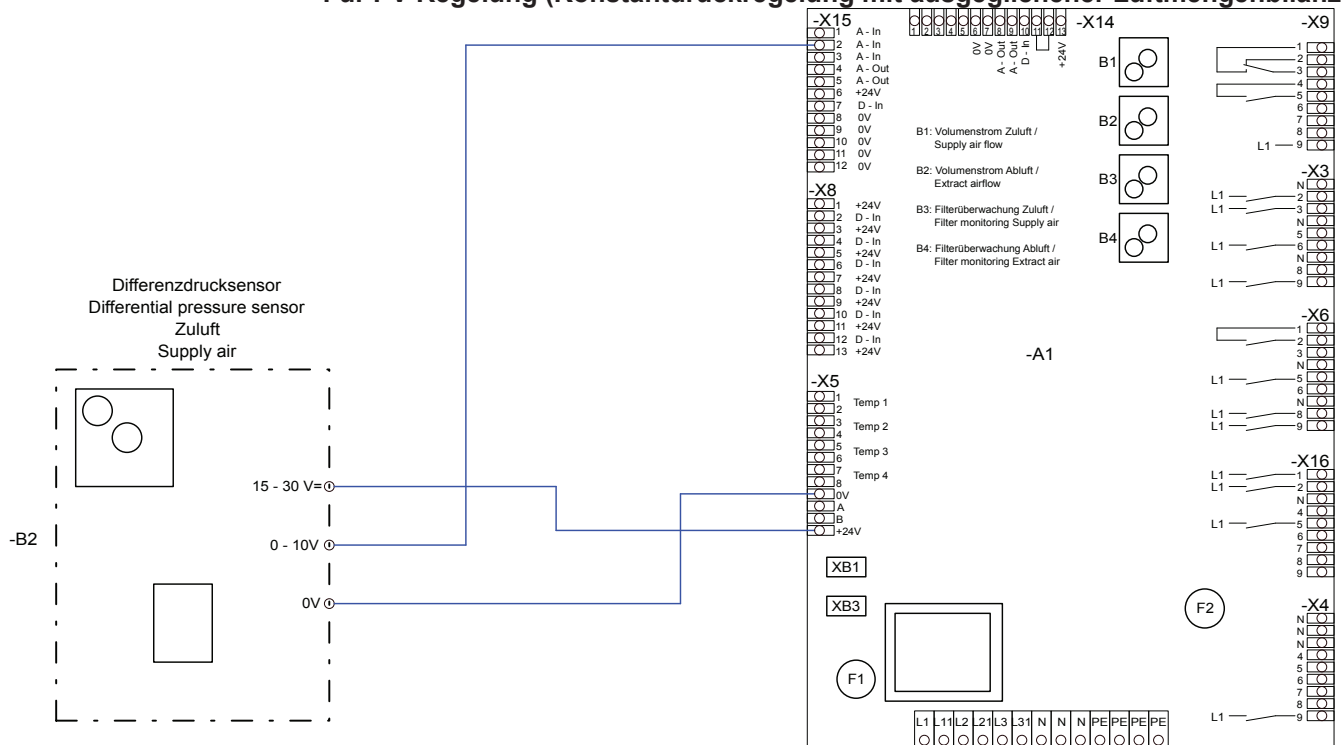 Für PV-Regelung (Konstantdruckregelung mit ausgeglichener Luftmengenbilanz
-X15
1 A - In
2 A - In
3 A - In
4 A - Out
5 A - Out
6 +24V
7 D - In
8 0V
9 0V
10 0V
11 0V
12 0V
-X8
1 +24V
2 D - In
3 +24V
4 D - In
5 +24V
6 D - In
7 +24V
8 D - In
9 +24V
10 D - In
11 +24V
12 D - In
13 +24V
-X5
1
2
Temp 1
3
4
Temp 2
5
6
Temp 3
7
8
Temp 4
0V
A
B
+24V
XB1
XB3
F1
-X14
1 2 3 4 5 6 7 8 9 10 11 12 13
0V
0V
A - Out
A - Out
D - In
+24V
B1
B2
B3
B4
B1: Volumenstrom Zuluft /
Supply air flow
B2: Volumenstrom Abluft /
Extract airflow
B3: Filterüberwachung Zuluft /
Filter monitoring Supply air
B4: Filterüberwachung Abluft /
Filter monitoring Extract air
-A1
F2
L1 L11 L2 L21 L3 L31 N N N PE PE PE PE
-X9
1
2
3
4
5
6
7
8
L1 9
-X3
N
L1 2
L1 3
N
5
L1 6
N
8
L1 9
-X6
1
2
3
N
L1 5
6
N
L1 8
L1 9
-X16
L1 1
L1 2
N
4
L1 5
6
7
8
9
-X4
N
N
N
4
5
6
7
8
L1 9
Differenzdrucksensor
Differential pressure sensor
Zuluft
Supply air
-B2
15 - 30 V=
0 - 10V
0V